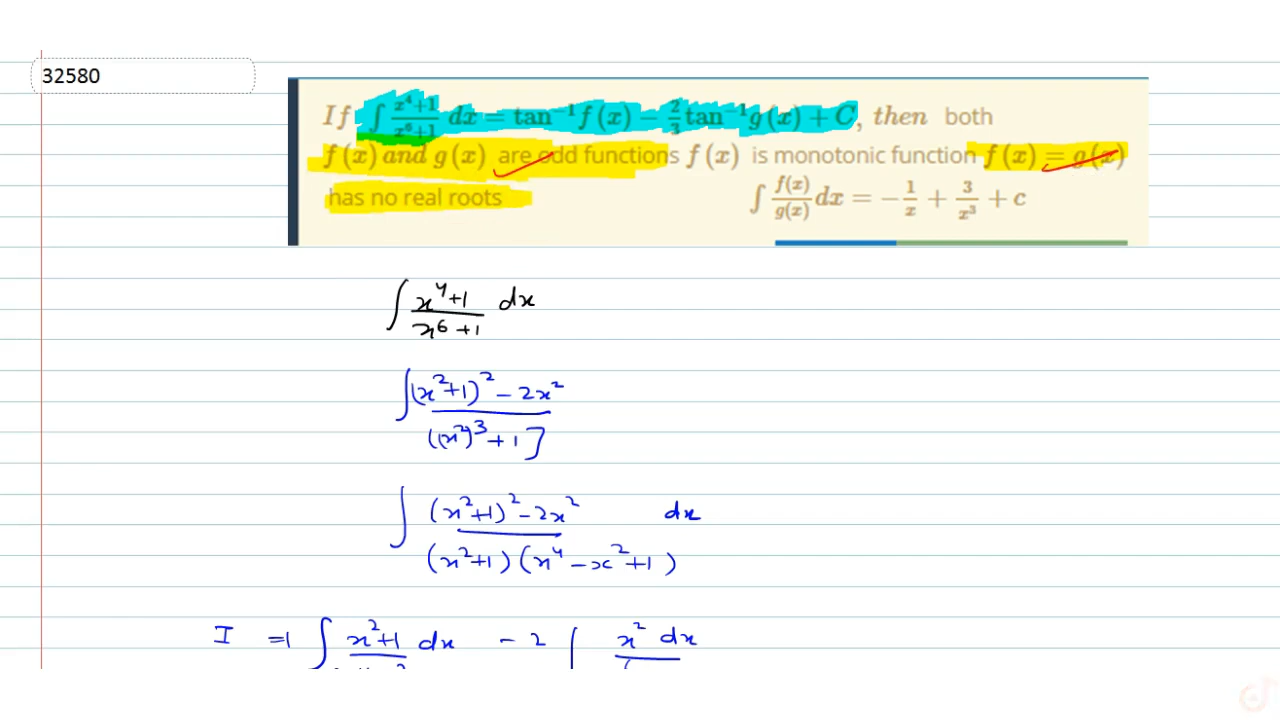 32580
If ∫ x⁴+1/x⁶+1 dx = tan⁻¹ f(x) − 2/3 tan⁻¹ g(x) + C, then both
f(x) and g(x) are odd functions f(x) is monotonic function f(x) = g(x)
has no real roots ∫ f(x)/g(x) dx = − 1/x + 3/x³ + c
∫ x⁴+1/x⁶+1 dx
∫ (x²+1)² − 2x²/((x²)³ + 1]
∫ (x²+1)² − 2x²/(x²+1)(x⁴ − x² + 1) dx
I = ∫ x²+1 dx − 2 ∫ x² dx